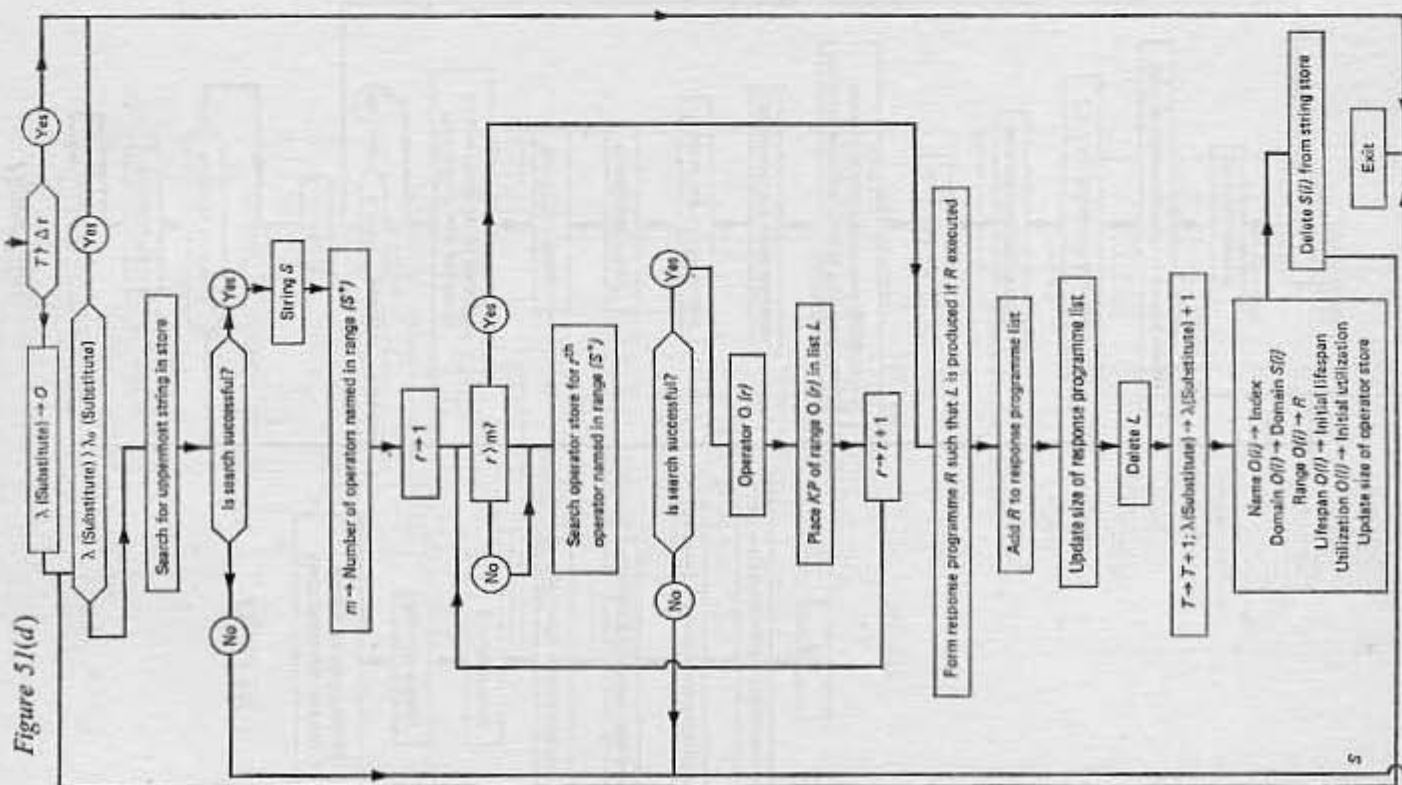 Figure 51(d)
T > Δ t
Yes
λ (Substitute) → O
λ (Substitute) > λ₀ (Substitute)
Yes
Search for uppermost string in store
Is search successful?
Yes
No
String S
m → Number of operators named in range (S*)
r → 1
r > m?
Yes
No
Search operator store for rth
operator named in range (S*)
Is search successful?
Yes
No
Operator O (r)
Place KP of range O (r) in list L
r → r + 1
Form response programme R such that L is produced if R executed
Add R to response programme list
Update size of response programme list
Delete L
T → T + 1; λ(Substitute) → λ(Substitute) + 1
Name O(i) → Index
Domain O(i) → Domain S(i)
Range O(i) → R
Lifespan O(i) → Initial lifespan
Utilization O(i) → Initial utilization
Update size of operator store
Delete S(i) from string store
Exit
S